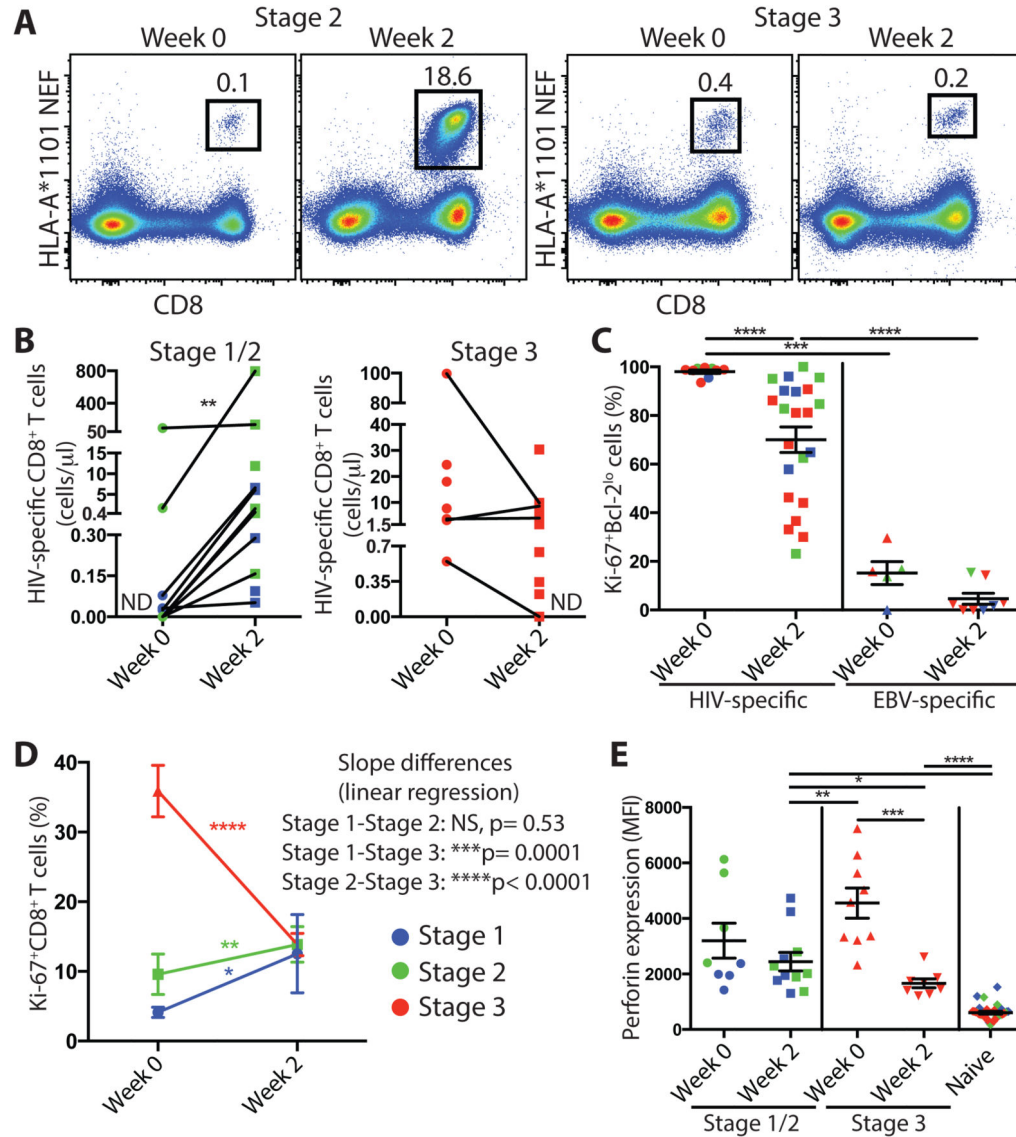 A
Stage 2
Stage 3
Week 0
Week 2
Week 0
Week 2
HLA-A*1101 NEF
0.1
18.6
HLA-A*1101 NEF
0.4
0.2
CD8
CD8
B
Stage 1/2
HIV-specific CD8⁺ T cells
(cells/µl)
800
400
50
15
10
5
0.4
0.30
0.15
0.00
**
ND
Week 0
Week 2
Stage 3
HIV-specific CD8⁺ T cells
(cells/µl)
100
90
80
30
20
10
1.5
0.7
0.35
0.00
ND
Week 0
Week 2
C
Ki-67⁺Bcl-2ˡᵒ cells (%)
**** ****
***
100
80
60
40
20
0
Week 0
Week 2
Week 0
Week 2
HIV-specific
EBV-specific
D
Ki-67⁺CD8⁺ T cells (%)
40
30
20
10
0
****
**
*
Week 0
Week 2
Slope differences
(linear regression)
Stage 1-Stage 2: NS, p= 0.53
Stage 1-Stage 3: ***p= 0.0001
Stage 2-Stage 3: ****p< 0.0001
Stage 1
Stage 2
Stage 3
E
Perforin expression (MFI)
****
*
**
***
8000
6000
4000
2000
0
Week 0
Week 2
Week 0
Week 2
Naive
Stage 1/2
Stage 3